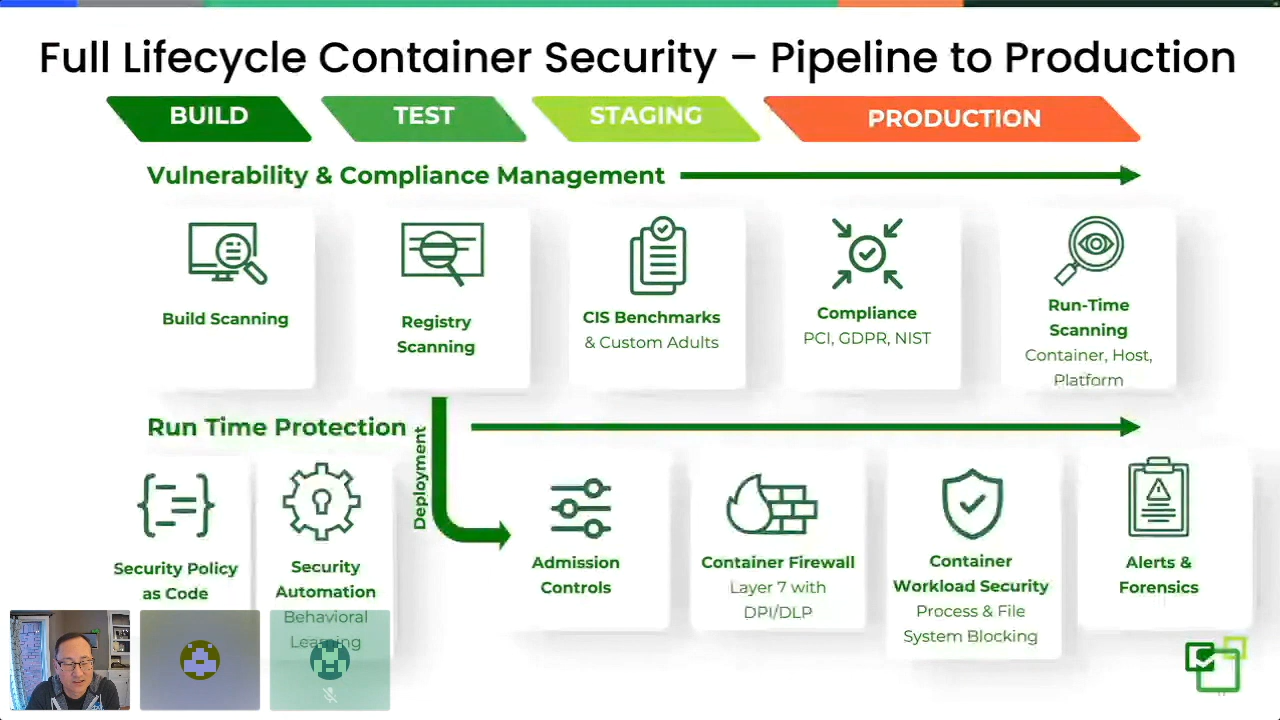 Full Lifecycle Container Security – Pipeline to Production
BUILD
TEST
STAGING
PRODUCTION
Vulnerability & Compliance Management
Build Scanning
Registry
Scanning
CIS Benchmarks
& Custom Adults
Compliance
PCI, GDPR, NIST
Run-Time
Scanning
Container, Host,
Platform
Run Time Protection
Deployment
Security Policy
as Code
Security
Automation
Behavioral
Learning
Admission
Controls
Container Firewall
Layer 7 with
DPI/DLP
Container
Workload Security
Process & File
System Blocking
Alerts &
Forensics